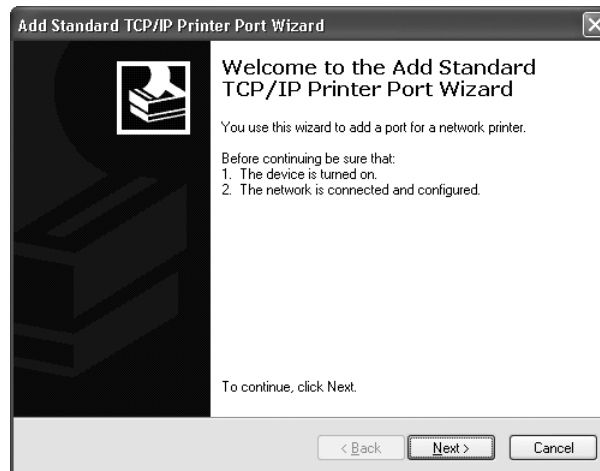 Add Standard TCP/IP Printer Port Wizard
Welcome to the Add Standard
TCP/IP Printer Port Wizard
You use this wizard to add a port for a network printer.
Before continuing be sure that:
1. The device is turned on.
2. The network is connected and configured.
To continue, click Next.
< Back
Next >
Cancel